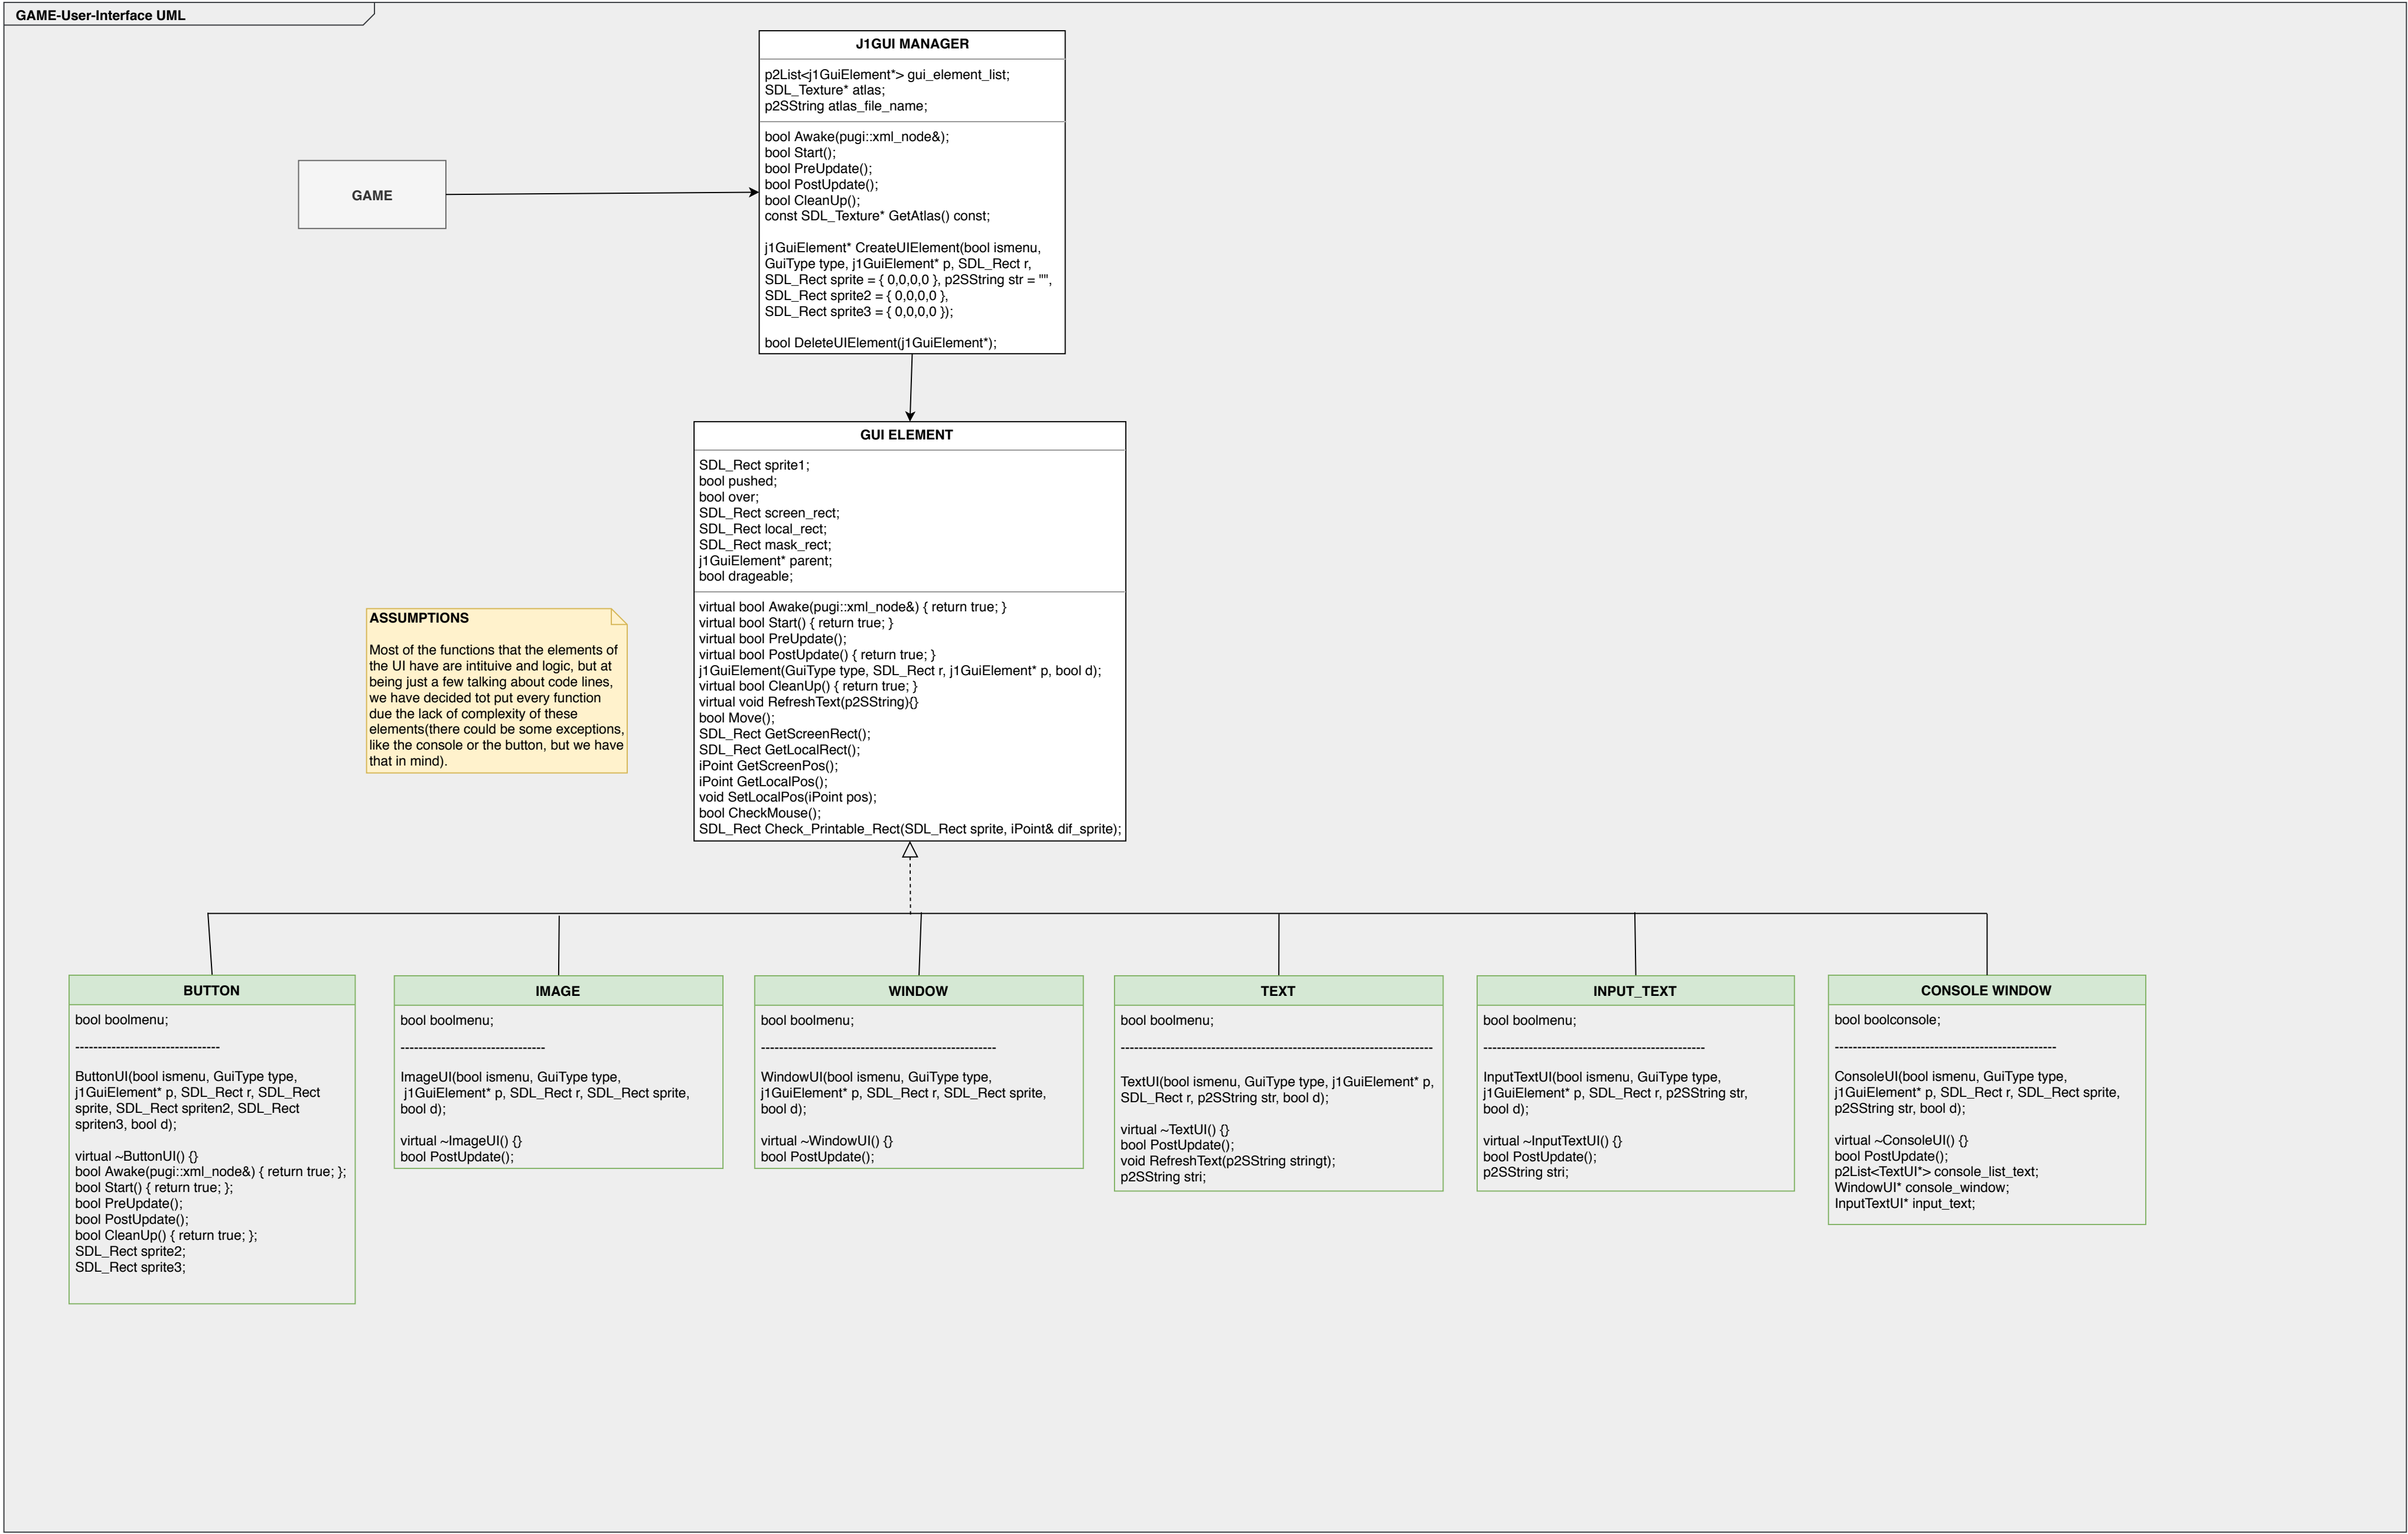 GAME-User-Interface UML
J1GUI MANAGER
p2List<j1GuiElement*> gui_element_list;
SDL_Texture* atlas;
p2SString atlas_file_name;
bool Awake(pugi::xml_node&);
bool Start();
bool PreUpdate();
bool PostUpdate();
bool CleanUp();
const SDL_Texture* GetAtlas() const;
j1GuiElement* CreateUIElement(bool ismenu,
GuiType type, j1GuiElement* p, SDL_Rect r,
SDL_Rect sprite = { 0,0,0,0 }, p2SString str = "",
SDL_Rect sprite2 = { 0,0,0,0 },
SDL_Rect sprite3 = { 0,0,0,0 });
bool DeleteUIElement(j1GuiElement*);
GAME
GUI ELEMENT
SDL_Rect sprite1;
bool pushed;
bool over;
SDL_Rect screen_rect;
SDL_Rect local_rect;
SDL_Rect mask_rect;
j1GuiElement* parent;
bool drageable;
virtual bool Awake(pugi::xml_node&) { return true; }
virtual bool Start() { return true; }
virtual bool PreUpdate();
virtual bool PostUpdate() { return true; }
j1GuiElement(GuiType type, SDL_Rect r, j1GuiElement* p, bool d);
virtual bool CleanUp() { return true; }
virtual void RefreshText(p2SString){}
bool Move();
SDL_Rect GetScreenRect();
SDL_Rect GetLocalRect();
iPoint GetScreenPos();
iPoint GetLocalPos();
void SetLocalPos(iPoint pos);
bool CheckMouse();
SDL_Rect Check_Printable_Rect(SDL_Rect sprite, iPoint& dif_sprite);
ASSUMPTIONS
Most of the functions that the elements of
the UI have are intituive and logic, but at
being just a few talking about code lines,
we have decided tot put every function
due the lack of complexity of these
elements(there could be some exceptions,
like the console or the button, but we have
that in mind).
BUTTON
bool boolmenu;
--------------------------------
ButtonUI(bool ismenu, GuiType type,
j1GuiElement* p, SDL_Rect r, SDL_Rect
sprite, SDL_Rect spriten2, SDL_Rect
spriten3, bool d);
virtual ~ButtonUI() {}
bool Awake(pugi::xml_node&) { return true; };
bool Start() { return true; };
bool PreUpdate();
bool PostUpdate();
bool CleanUp() { return true; };
SDL_Rect sprite2;
SDL_Rect sprite3;
IMAGE
bool boolmenu;
--------------------------------
ImageUI(bool ismenu, GuiType type,
j1GuiElement* p, SDL_Rect r, SDL_Rect sprite,
bool d);
virtual ~ImageUI() {}
bool PostUpdate();
WINDOW
bool boolmenu;
----------------------------------------------------
WindowUI(bool ismenu, GuiType type,
j1GuiElement* p, SDL_Rect r, SDL_Rect sprite,
bool d);
virtual ~WindowUI() {}
bool PostUpdate();
TEXT
bool boolmenu;
---------------------------------------------------------------------
TextUI(bool ismenu, GuiType type, j1GuiElement* p,
SDL_Rect r, p2SString str, bool d);
virtual ~TextUI() {}
bool PostUpdate();
void RefreshText(p2SString stringt);
p2SString stri;
INPUT_TEXT
bool boolmenu;
-------------------------------------------------
InputTextUI(bool ismenu, GuiType type,
j1GuiElement* p, SDL_Rect r, p2SString str,
bool d);
virtual ~InputTextUI() {}
bool PostUpdate();
p2SString stri;
CONSOLE WINDOW
bool boolconsole;
-------------------------------------------------
ConsoleUI(bool ismenu, GuiType type,
j1GuiElement* p, SDL_Rect r, SDL_Rect sprite,
p2SString str, bool d);
virtual ~ConsoleUI() {}
bool PostUpdate();
p2List<TextUI*> console_list_text;
WindowUI* console_window;
InputTextUI* input_text;